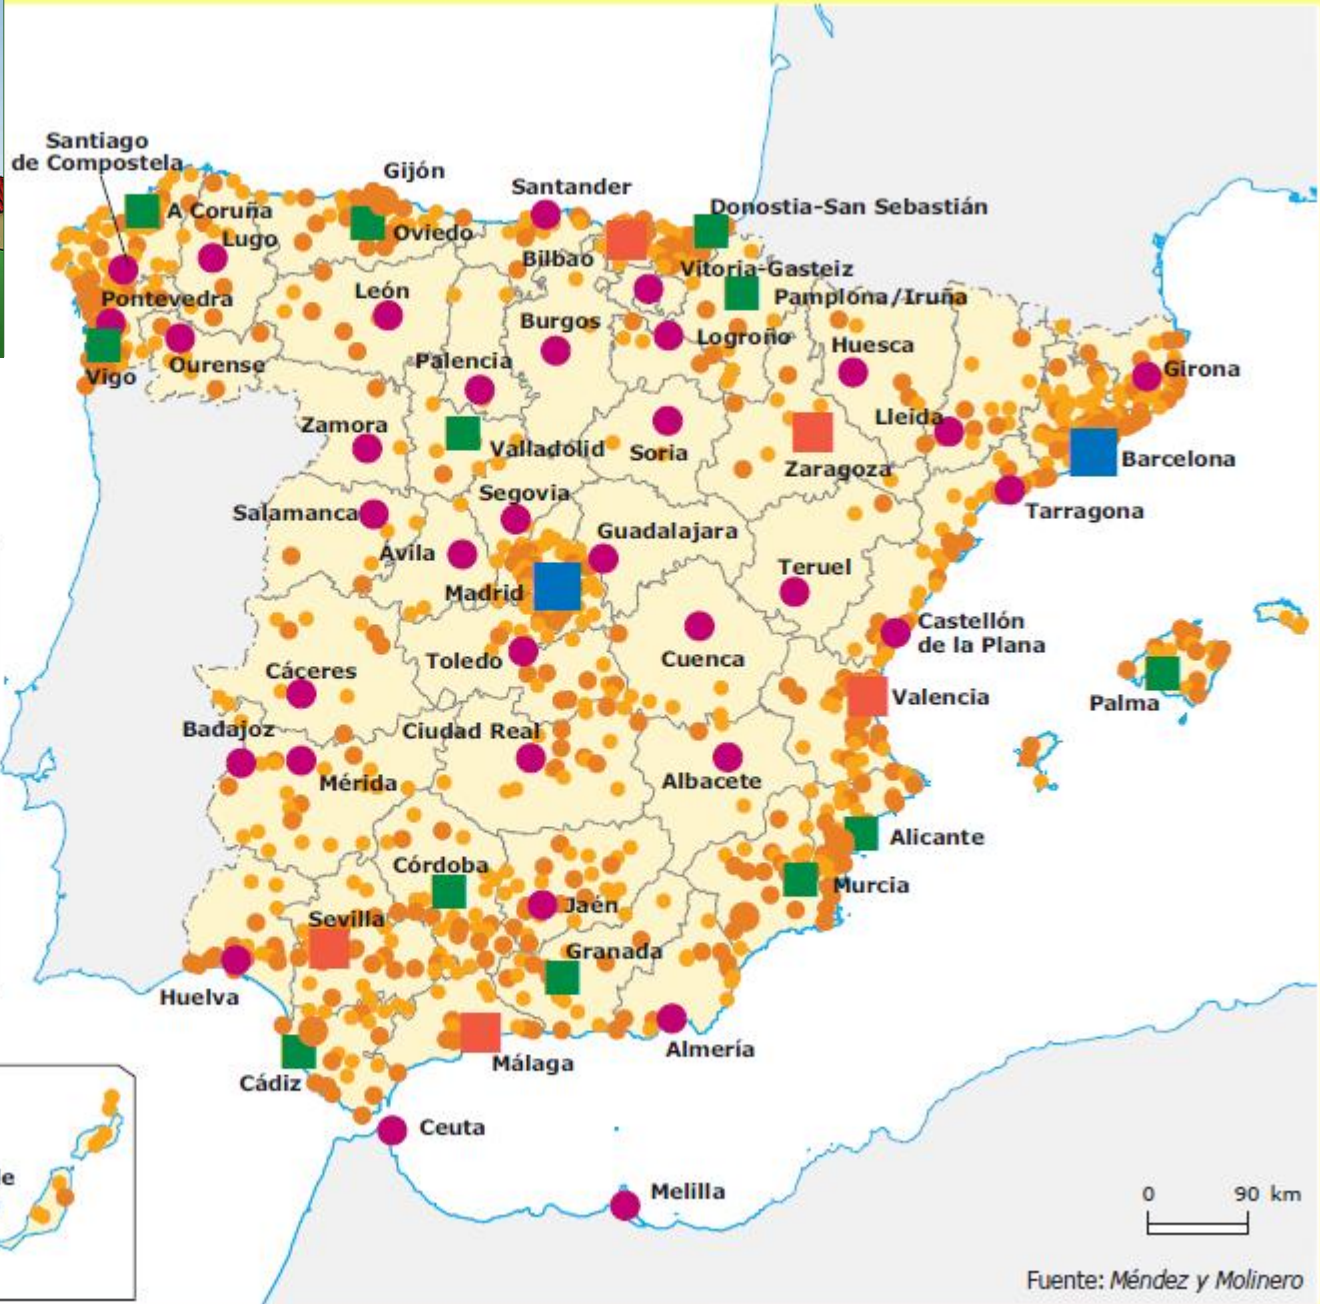 Santiago
de Compostela
Gijón
Santander
Donostia-San Sebastián
A Coruña
Oviedo
Lugo
Bilbao
Vitoria-Gasteiz
León
Pontevedra
Pamplona/Iruña
Burgos
Logroño
Huesca
Palencia
Ourense
Vigo
Girona
Zamora
Lleida
Valladolid
Soria
Zaragoza
Barcelona
Segovia
Salamanca
Tarragona
Guadalajara
Ávila
Teruel
Madrid
Castellón
de la Plana
Toledo
Cuenca
Cáceres
Valencia
Palma
Badajoz
Ciudad Real
Mérida
Albacete
Alicante
Córdoba
Murcia
Jaén
Sevilla
Granada
Huelva
Almería
Málaga
Cádiz
Ceuta
Melilla
0 90 km
Fuente: Méndez y Molinero